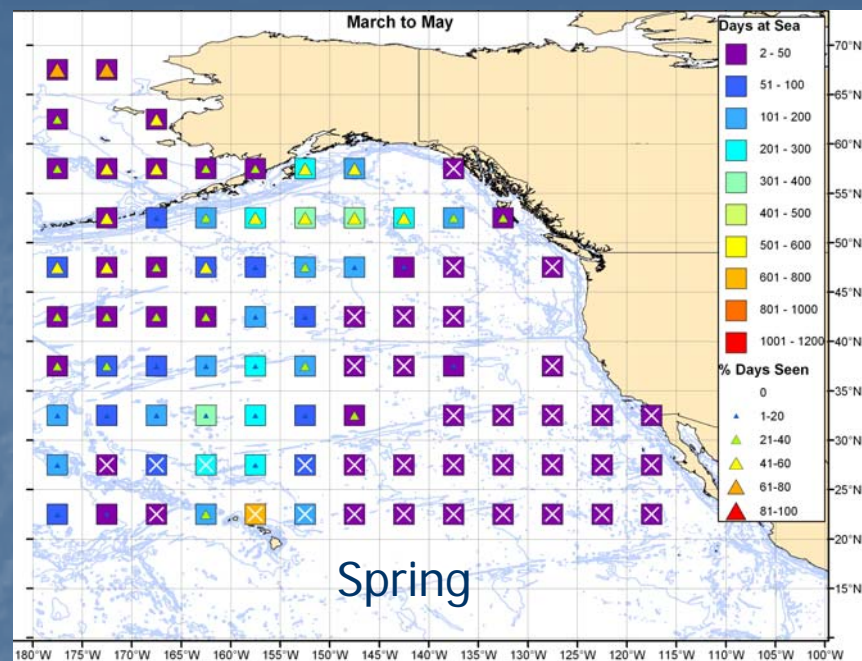 March to May
Days at Sea
2 - 50
51 - 100
101 - 200
201 - 300
301 - 400
401 - 500
501 - 600
601 - 800
801 - 1000
1001 - 1200
% Days Seen
0
1-20
21-40
41-60
61-80
81-100
70°N
65°N
60°N
55°N
50°N
45°N
40°N
35°N
30°N
25°N
20°N
15°N
Spring
180°W 175°W 170°W 165°W 160°W 155°W 150°W 145°W 140°W 135°W 130°W 125°W 120°W 115°W 110°W 105°W 100°W